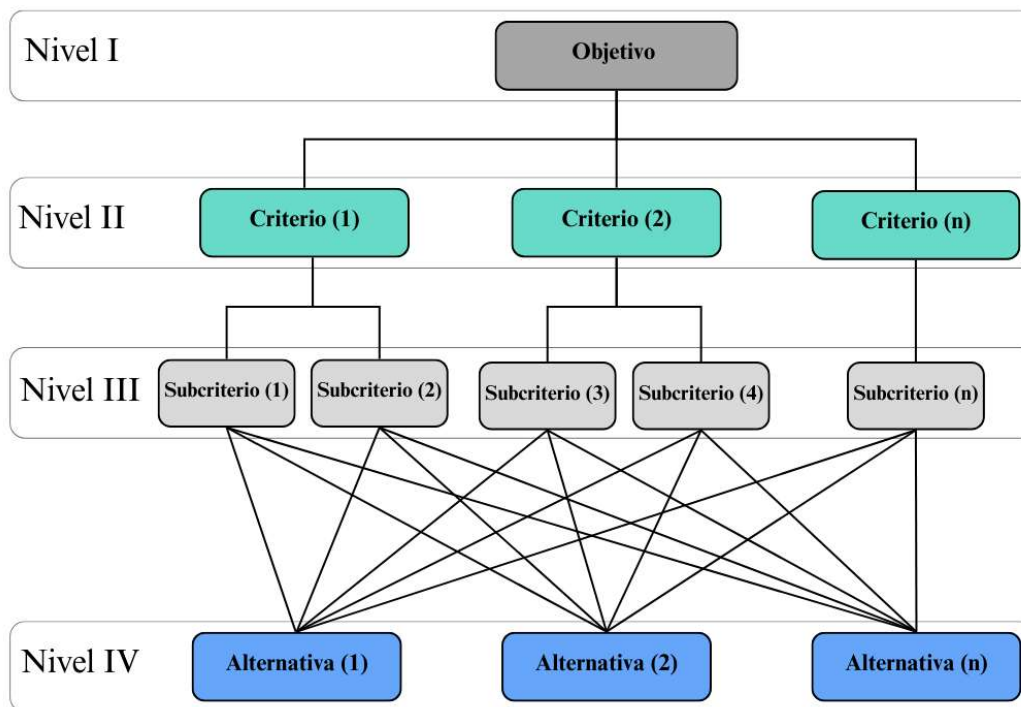 Nivel I
Objetivo
Nivel II
Criterio (1)
Criterio (2)
Criterio (n)
Nivel III
Subcriterio (1)
Subcriterio (2)
Subcriterio (3)
Subcriterio (4)
Subcriterio (n)
Nivel IV
Alternativa (1)
Alternativa (2)
Alternativa (n)